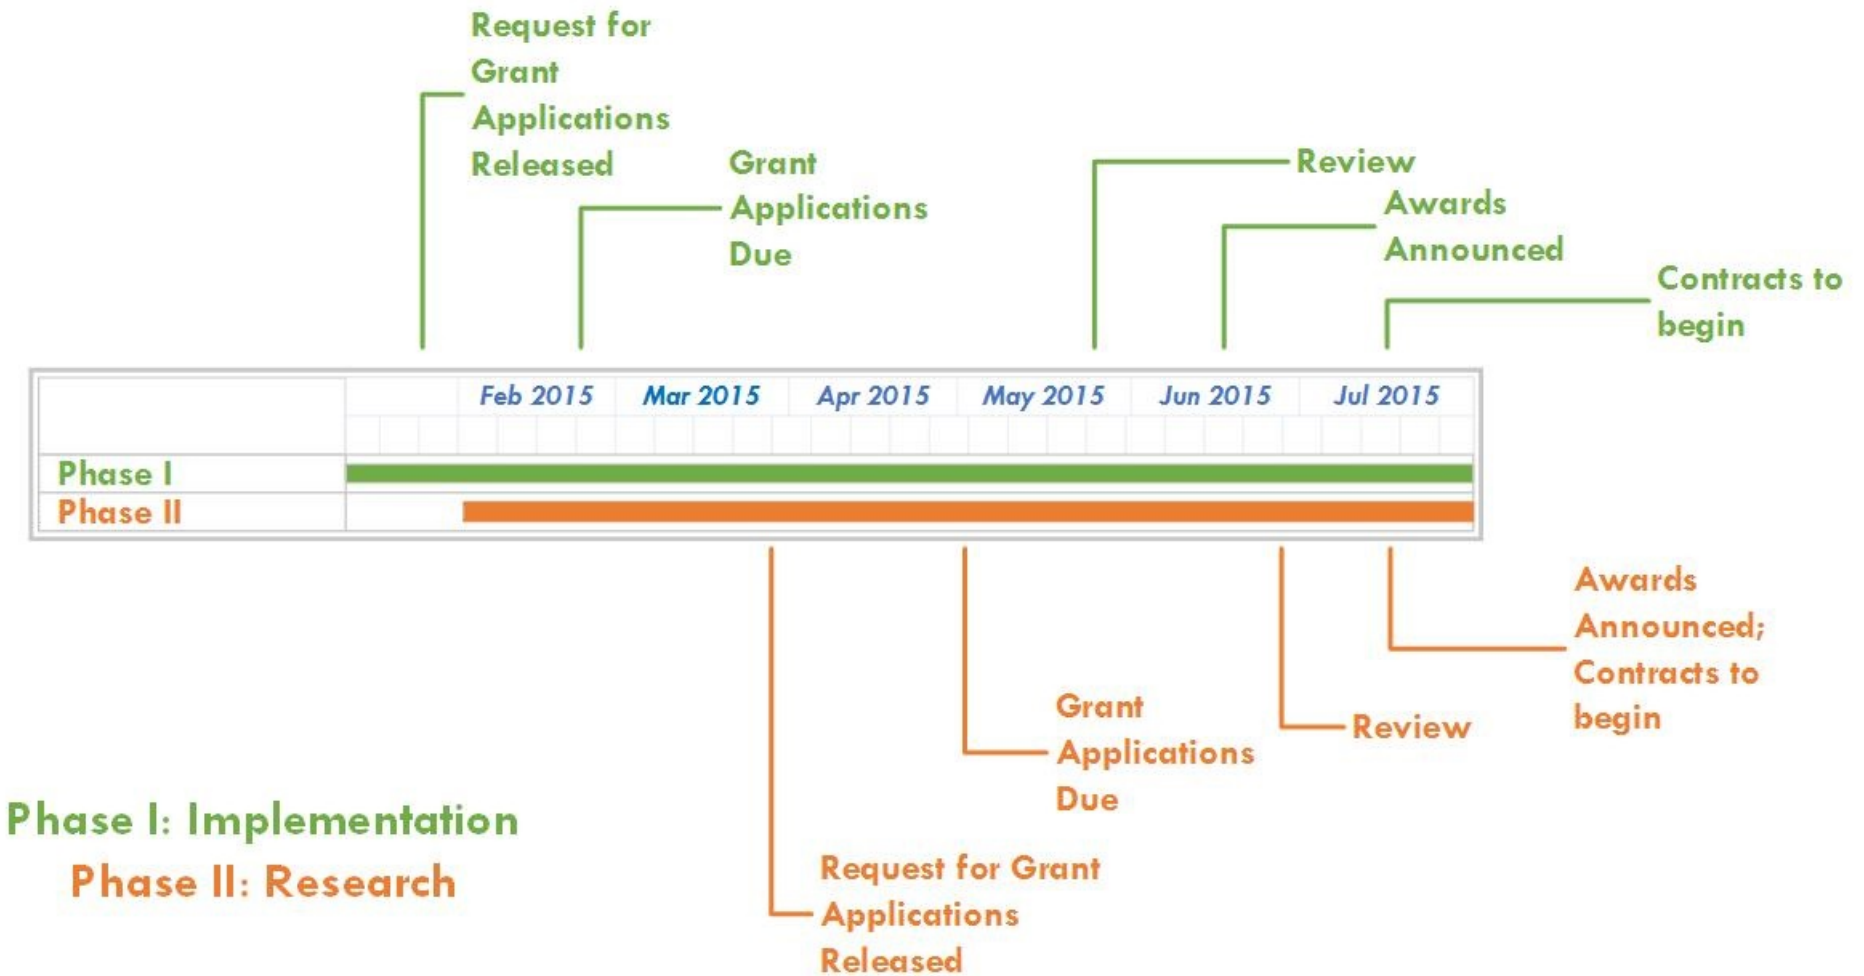 Request for
Grant
Applications
Released
Grant
Applications
Due
Review
Awards
Announced
Contracts to
begin
Feb 2015 Mar 2015 Apr 2015 May 2015 Jun 2015 Jul 2015
Phase I
Phase II
Awards
Announced;
Contracts to
begin
Review
Grant
Applications
Due
Request for Grant
Applications
Released
Phase I: Implementation
Phase II: Research